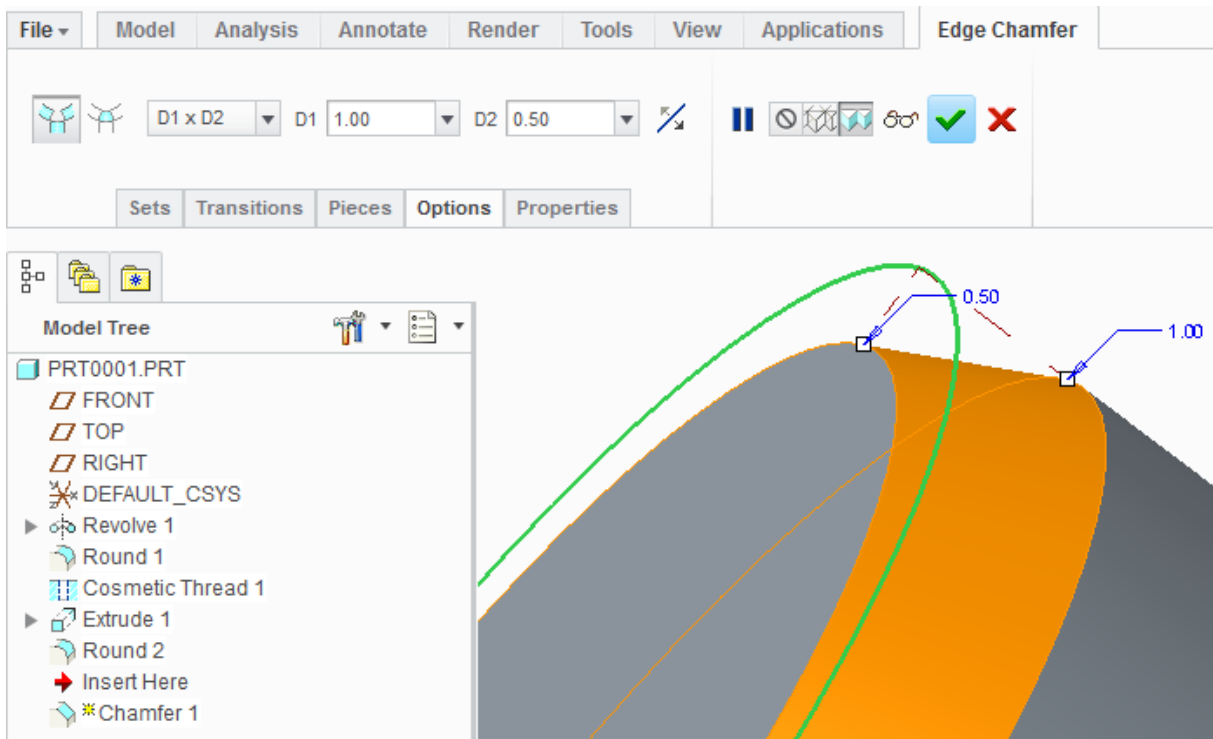 File Model Analysis Annotate Render Tools View Applications Edge Chamfer
D1 x D2 D1 1.00 D2 0.50
Sets Transitions Pieces Options Properties
Model Tree
PRT0001.PRT
FRONT
TOP
RIGHT
DEFAULT_CSYS
Revolve 1
Round 1
Cosmetic Thread 1
Extrude 1
Round 2
Insert Here
Chamfer 1
0.50
1.00